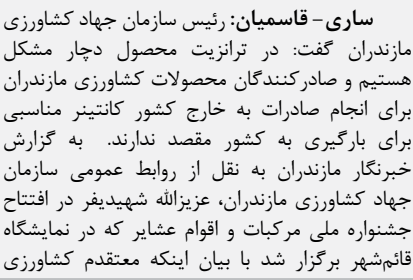 ساری- قاسمیان: رئیس سازمان جهاد کشاورزی
مازندران گفت: در ترانزیت محصول دچار مشکل
هستیم و صادرکنندگان محصولات کشاورزی مازندران
برای انجام صادرات به خارج کشور کانتینر مناسبی
برای بارگیری به کشور مقصد ندارند. به گزارش
خبرنگار مازندران به نقل از روابط عمومی سازمان
جهاد کشاورزی مازندران، عزیزالله شهیدیفر در افتتاح
جشنواره ملی مرکبات و اقوام عشایر که در نمایشگاه
قائم‌شهر برگزار شد با بیان اینکه معتقدم کشاورزی